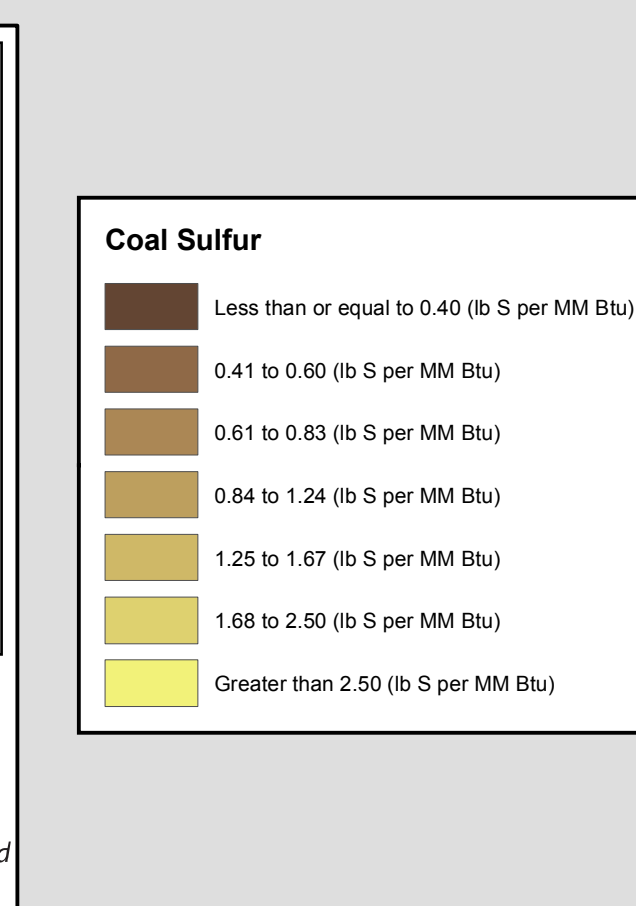 Coal Sulfur
Less than or equal to 0.40 (lb S per MM Btu)
0.41 to 0.60 (lb S per MM Btu)
0.61 to 0.83 (lb S per MM Btu)
0.84 to 1.24 (lb S per MM Btu)
1.25 to 1.67 (lb S per MM Btu)
1.68 to 2.50 (lb S per MM Btu)
Greater than 2.50 (lb S per MM Btu)